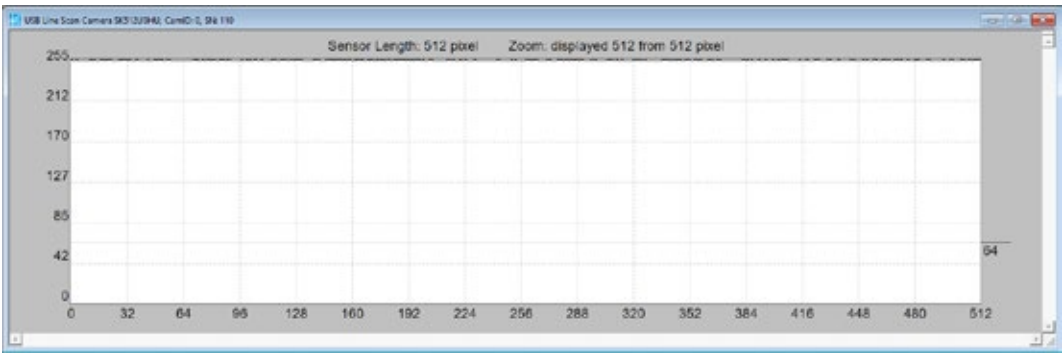 USB Line Scan Camera SK512U3HU, CamID: 0, SN: 110
Sensor Length: 512 pixel Zoom: displayed 512 from 512 pixel
255
212
170
127
85
42
64
0
0 32 64 96 128 160 192 224 256 288 320 352 384 416 448 480 512